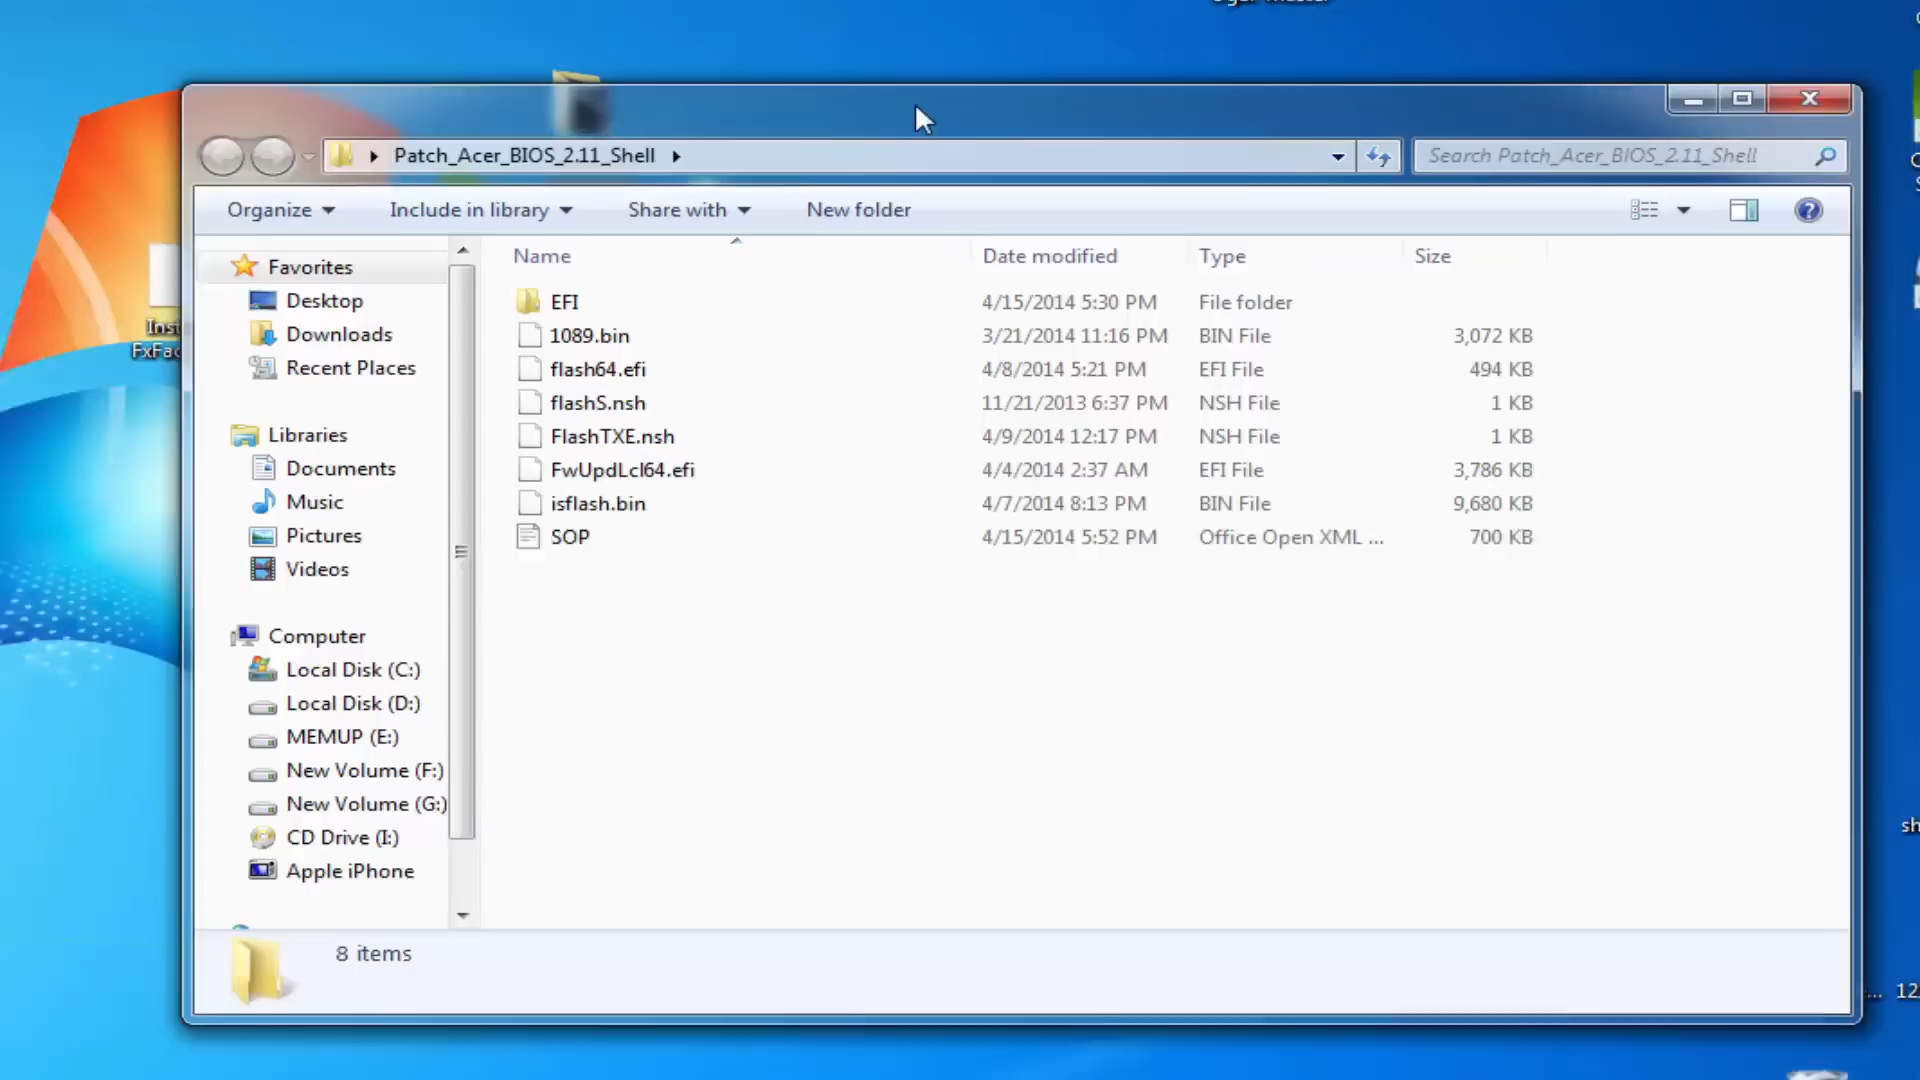 Patch_Acer_BIOS_2.11_Shell
Search Patch_Acer_BIOS_2.11_Shell
Organize Include in library Share with New folder
Name Date modified Type Size
EFI 4/15/2014 5:30 PM File folder
1089.bin 3/21/2014 11:16 PM BIN File 3,072 KB
flash64.efi 4/8/2014 5:21 PM EFI File 494 KB
flashS.nsh 11/21/2013 6:37 PM NSH File 1 KB
FlashTXE.nsh 4/9/2014 12:17 PM NSH File 1 KB
FwUpdLcl64.efi 4/4/2014 2:37 AM EFI File 3,786 KB
isflash.bin 4/7/2014 8:13 PM BIN File 9,680 KB
SOP 4/15/2014 5:52 PM Office Open XML ... 700 KB
Favorites
Desktop
Downloads
Recent Places
Libraries
Documents
Music
Pictures
Videos
Computer
Local Disk (C:)
Local Disk (D:)
MEMUP (E:)
New Volume (F:)
New Volume (G:)
CD Drive (I:)
Apple iPhone
8 items
Inst
FxFac
sh
... 12